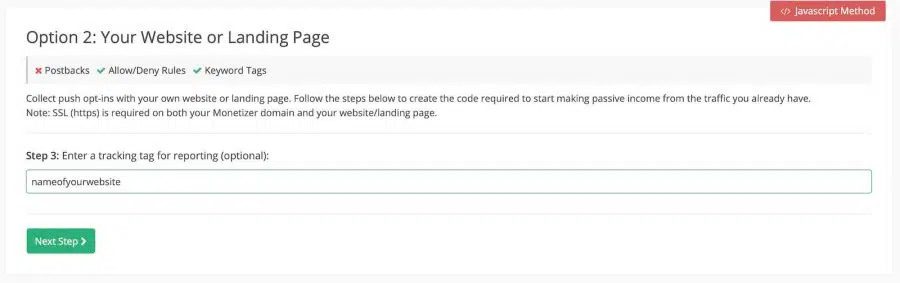 </> Javascript Method
Option 2: Your Website or Landing Page
Postbacks Allow/Deny Rules Keyword Tags
Collect push opt-ins with your own website or landing page. Follow the steps below to create the code required to start making passive income from the traffic you already have.
Note: SSL (https) is required on both your Monetizer domain and your website/landing page.
Step 3: Enter a tracking tag for reporting (optional):
nameofyourwebsite
Next Step